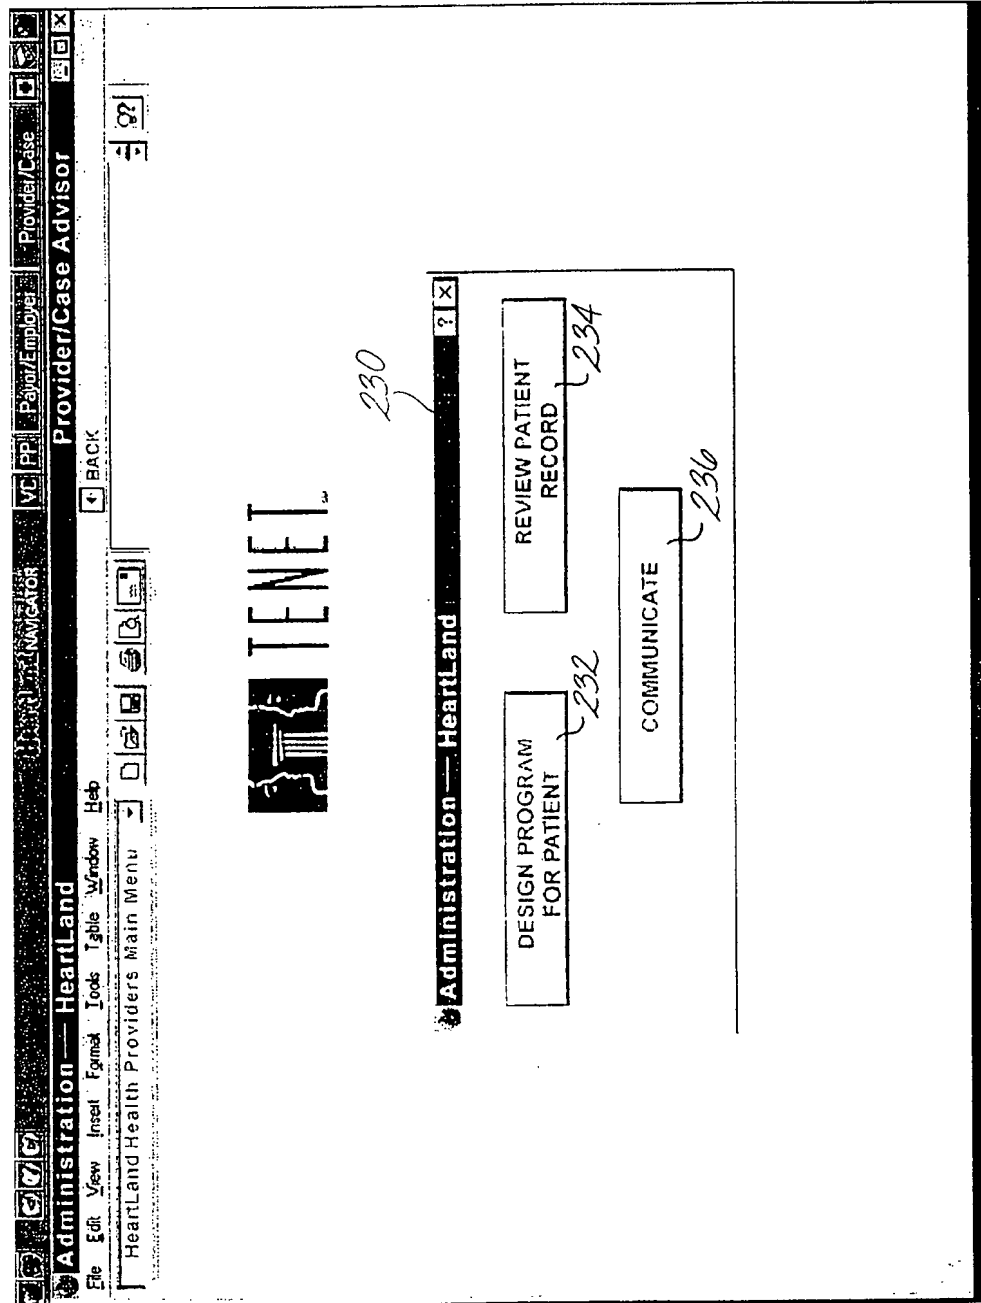 HeartLand NAVIGATOR VC PP Payor/Employer Provider/Case
Administration — HeartLand Provider/Case Advisor
File Edit View Insert Format Tools Table Window Help BACK
HeartLand Health Providers Main Menu
TENET
230
Administration — HeartLand ? X
DESIGN PROGRAM
FOR PATIENT
232
REVIEW PATIENT
RECORD
234
COMMUNICATE
236